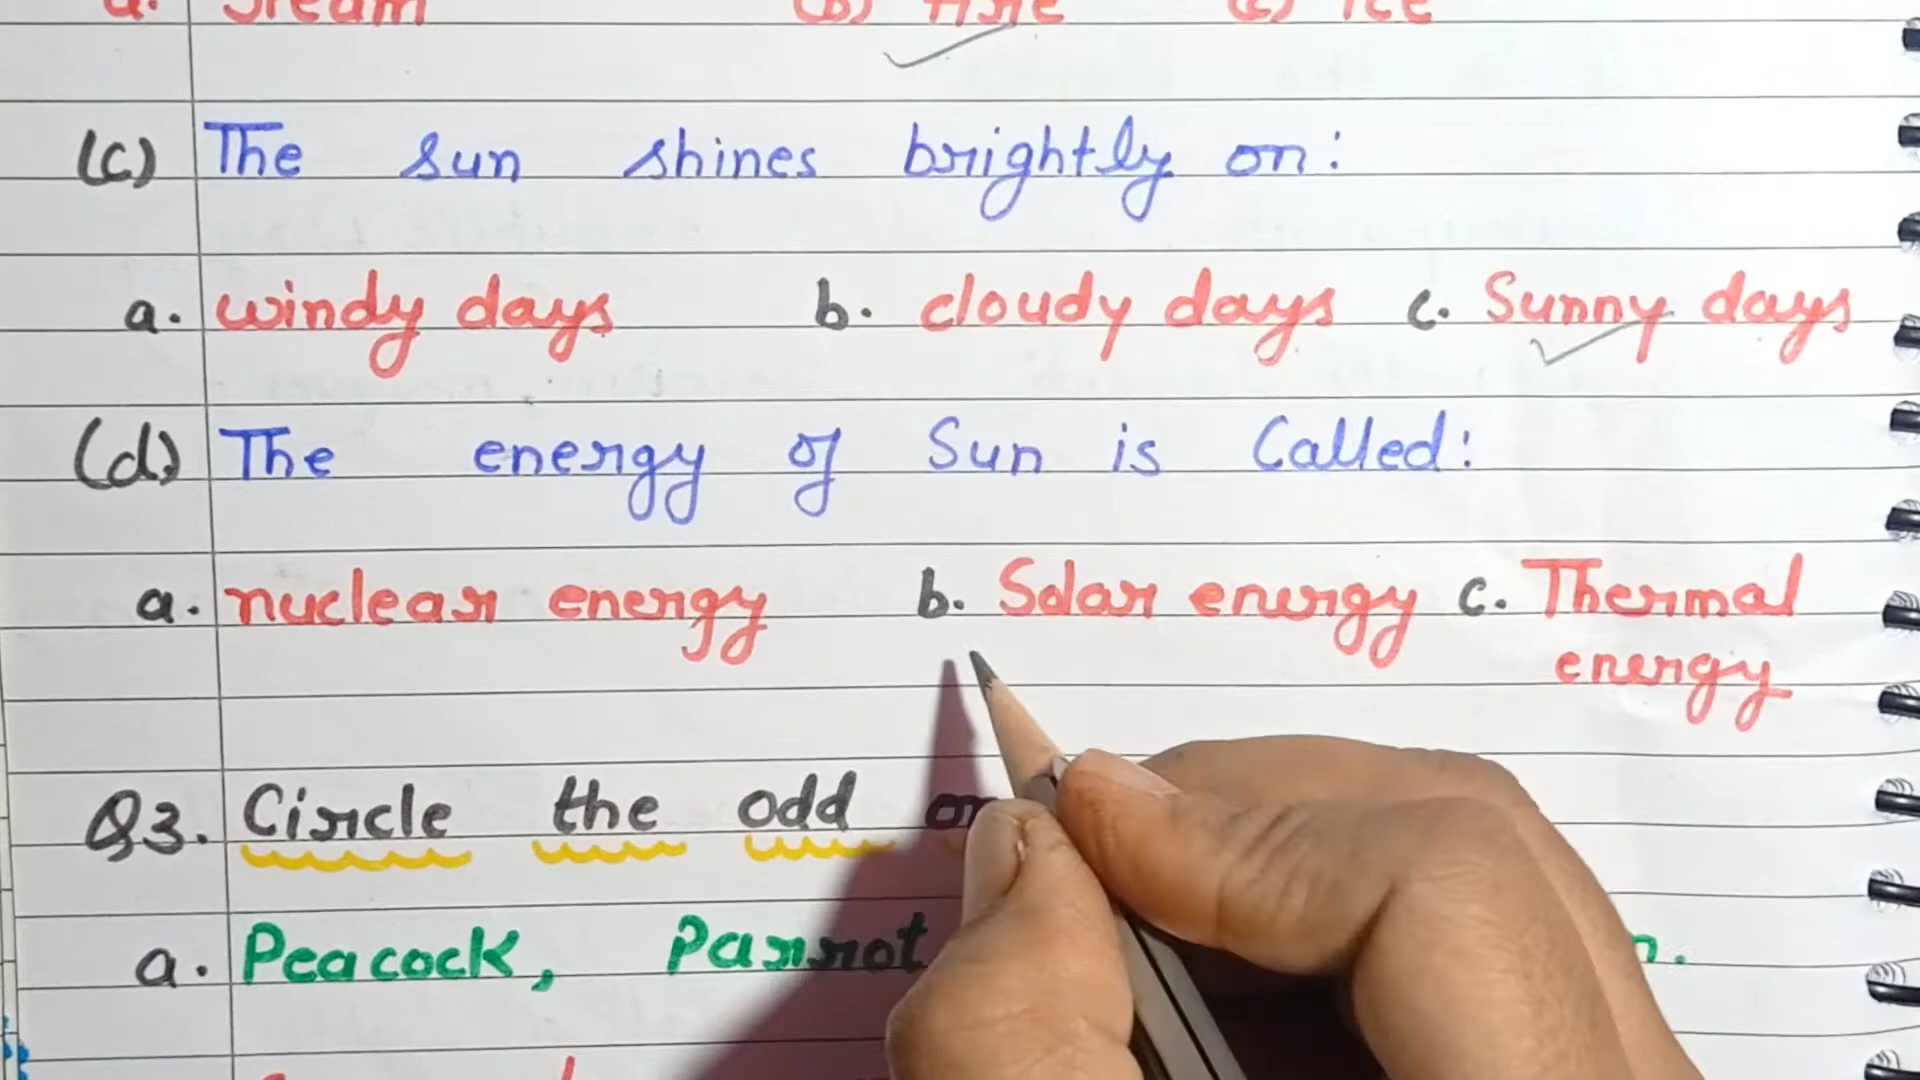 (c) The sun shines brightly on:
a. windy days b. cloudy days c. Sunny days
(d) The energy of Sun is Called:
a. nuclear energy b. Solar energy c. Thermal
energy
Q3. Circle the odd
a. Peacock, Parrot